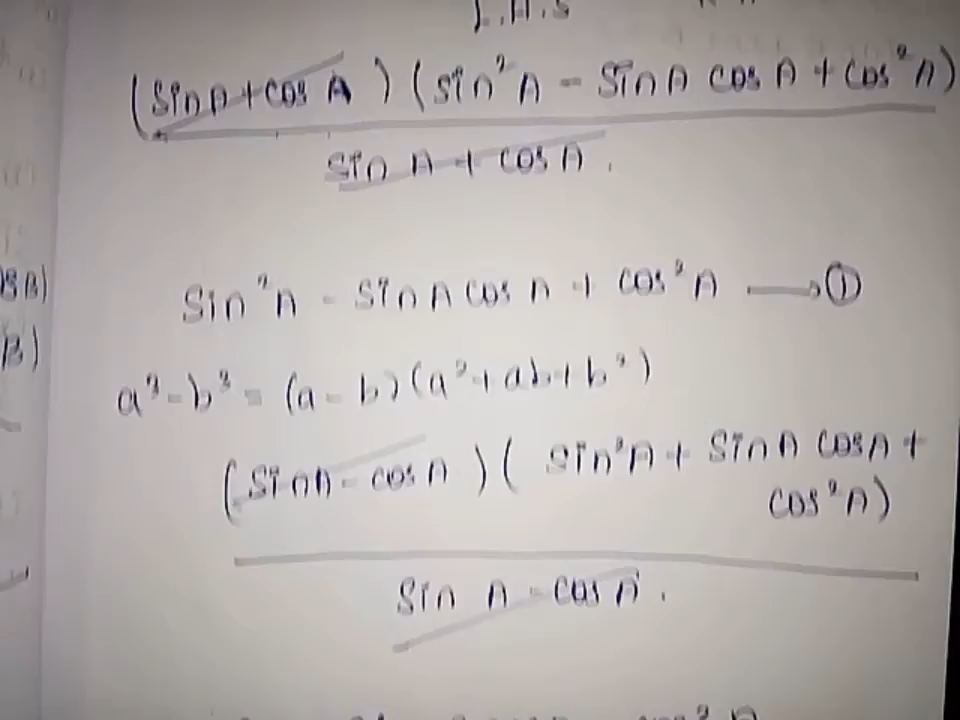 L.H.S
(sin A + cos A) (sin²A - sin A cos A + cos²A)
sin A + cos A.
sin²A - sin A cos A + cos²A → ①
a³ - b³ = (a - b) (a² + ab + b²)
(sin A - cos A) (sin²A + sin A cos A +
cos²A)
sin A - cos A.